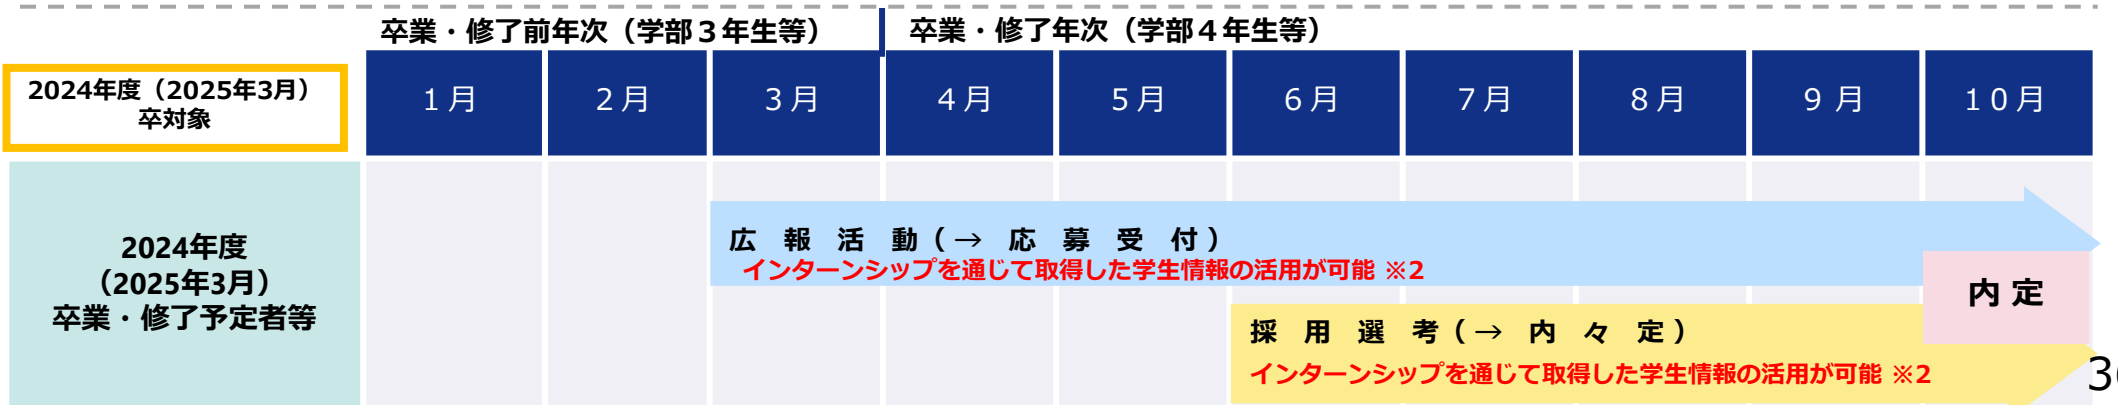 卒業・修了前年次（学部３年生等）
卒業・修了年次（学部４年生等）
2024年度（2025年3月）
卒対象
１月
２月
３月
４月
５月
６月
７月
８月
９ 月
１０月
2024年度
（2025年3月）
卒業・修了予定者等
広 報 活 動（→ 応 募 受 付）
インターンシップを通じて取得した学生情報の活用が可能 ※2
内 定
採 用 選 考（→ 内 々 定）
インターンシップを通じて取得した学生情報の活用が可能 ※2